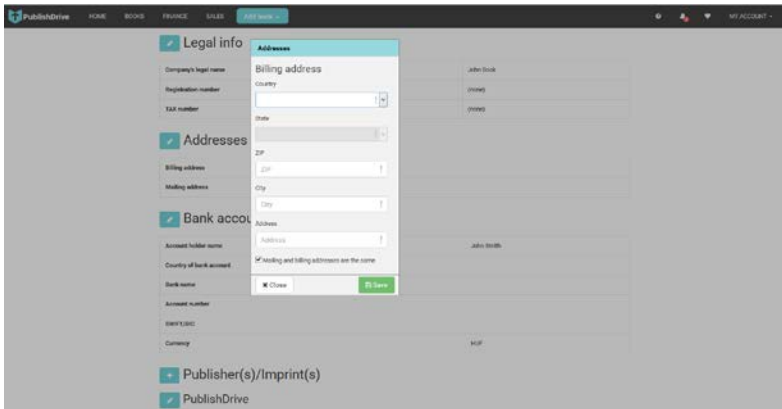 PublishDrive HOME BOOKS FINANCE SALES Add book MY ACCOUNT
Legal info
Company's legal name John Book
Registration number (none)
TAX number (none)
Addresses
Billing address
Mailing address
Bank accou
Account holder name John Smith
Country of bank account
Bank name
Account number
SWIFT/BIC
Currency HUF
Publisher(s)/Imprint(s)
PublishDrive
Addresses
Billing address
Country
State
ZIP
ZIP
City
City
Address
Address
Mailing and billing addresses are the same
Close Save